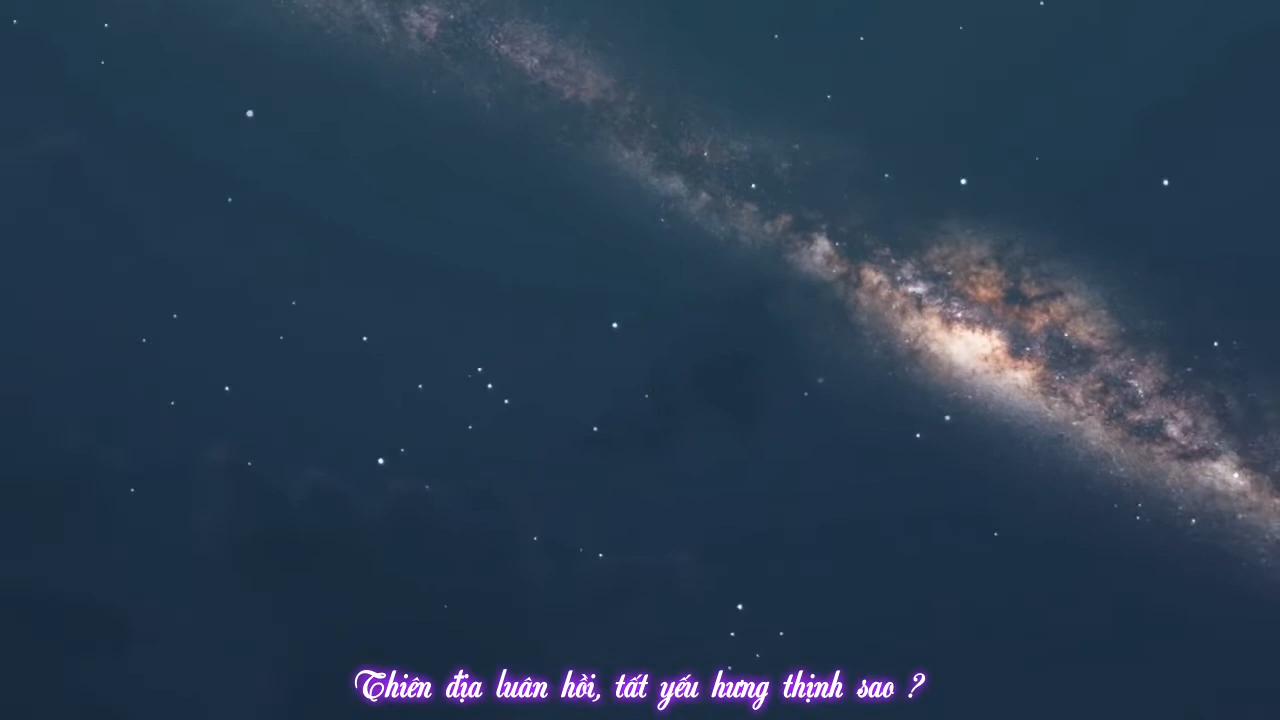 Thiên địa luân hồi, tất yếu hưng thịnh sao ?